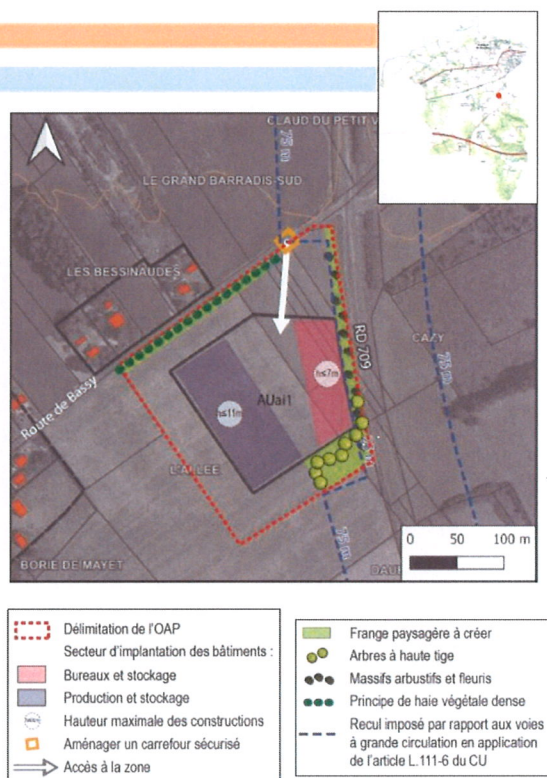 CLAUD DU PETIT V
75 m
LE GRAND BARRADIS-SUD
LES BESSINAUDES
RD 709
CAZY
75 m
Route de Bassy
h≤7m
AUai1
h≤11m
L'ALLEE
75 m
BORIE DE MAYET
0 50 100 m
Délimitation de l'OAP
Secteur d'implantation des bâtiments :
Bureaux et stockage
Production et stockage
Hauteur maximale des constructions
Aménager un carrefour sécurisé
Accès à la zone
Frange paysagère à créer
Arbres à haute tige
Massifs arbustifs et fleuris
Principe de haie végétale dense
Recul imposé par rapport aux voies
à grande circulation en application
de l'article L.111-6 du CU